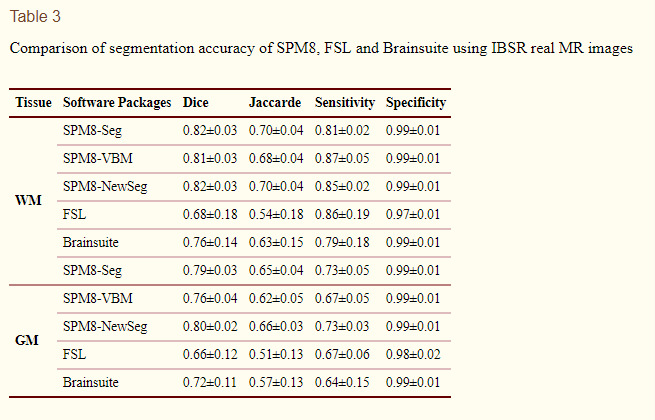 Table 3
Comparison of segmentation accuracy of SPM8, FSL and Brainsuite using IBSR real MR images
Tissue Software Packages Dice Jaccarde Sensitivity Specificity
SPM8-Seg 0.82±0.03 0.70±0.04 0.81±0.02 0.99±0.01
SPM8-VBM 0.81±0.03 0.68±0.04 0.87±0.05 0.99±0.01
SPM8-NewSeg 0.82±0.03 0.70±0.04 0.85±0.02 0.99±0.01
WM
FSL 0.68±0.18 0.54±0.18 0.86±0.19 0.97±0.01
Brainsuite 0.76±0.14 0.63±0.15 0.79±0.18 0.99±0.01
SPM8-Seg 0.79±0.03 0.65±0.04 0.73±0.05 0.99±0.01
SPM8-VBM 0.76±0.04 0.62±0.05 0.67±0.05 0.99±0.01
SPM8-NewSeg 0.80±0.02 0.66±0.03 0.73±0.03 0.99±0.01
GM
FSL 0.66±0.12 0.51±0.13 0.67±0.06 0.98±0.02
Brainsuite 0.72±0.11 0.57±0.13 0.64±0.15 0.99±0.01